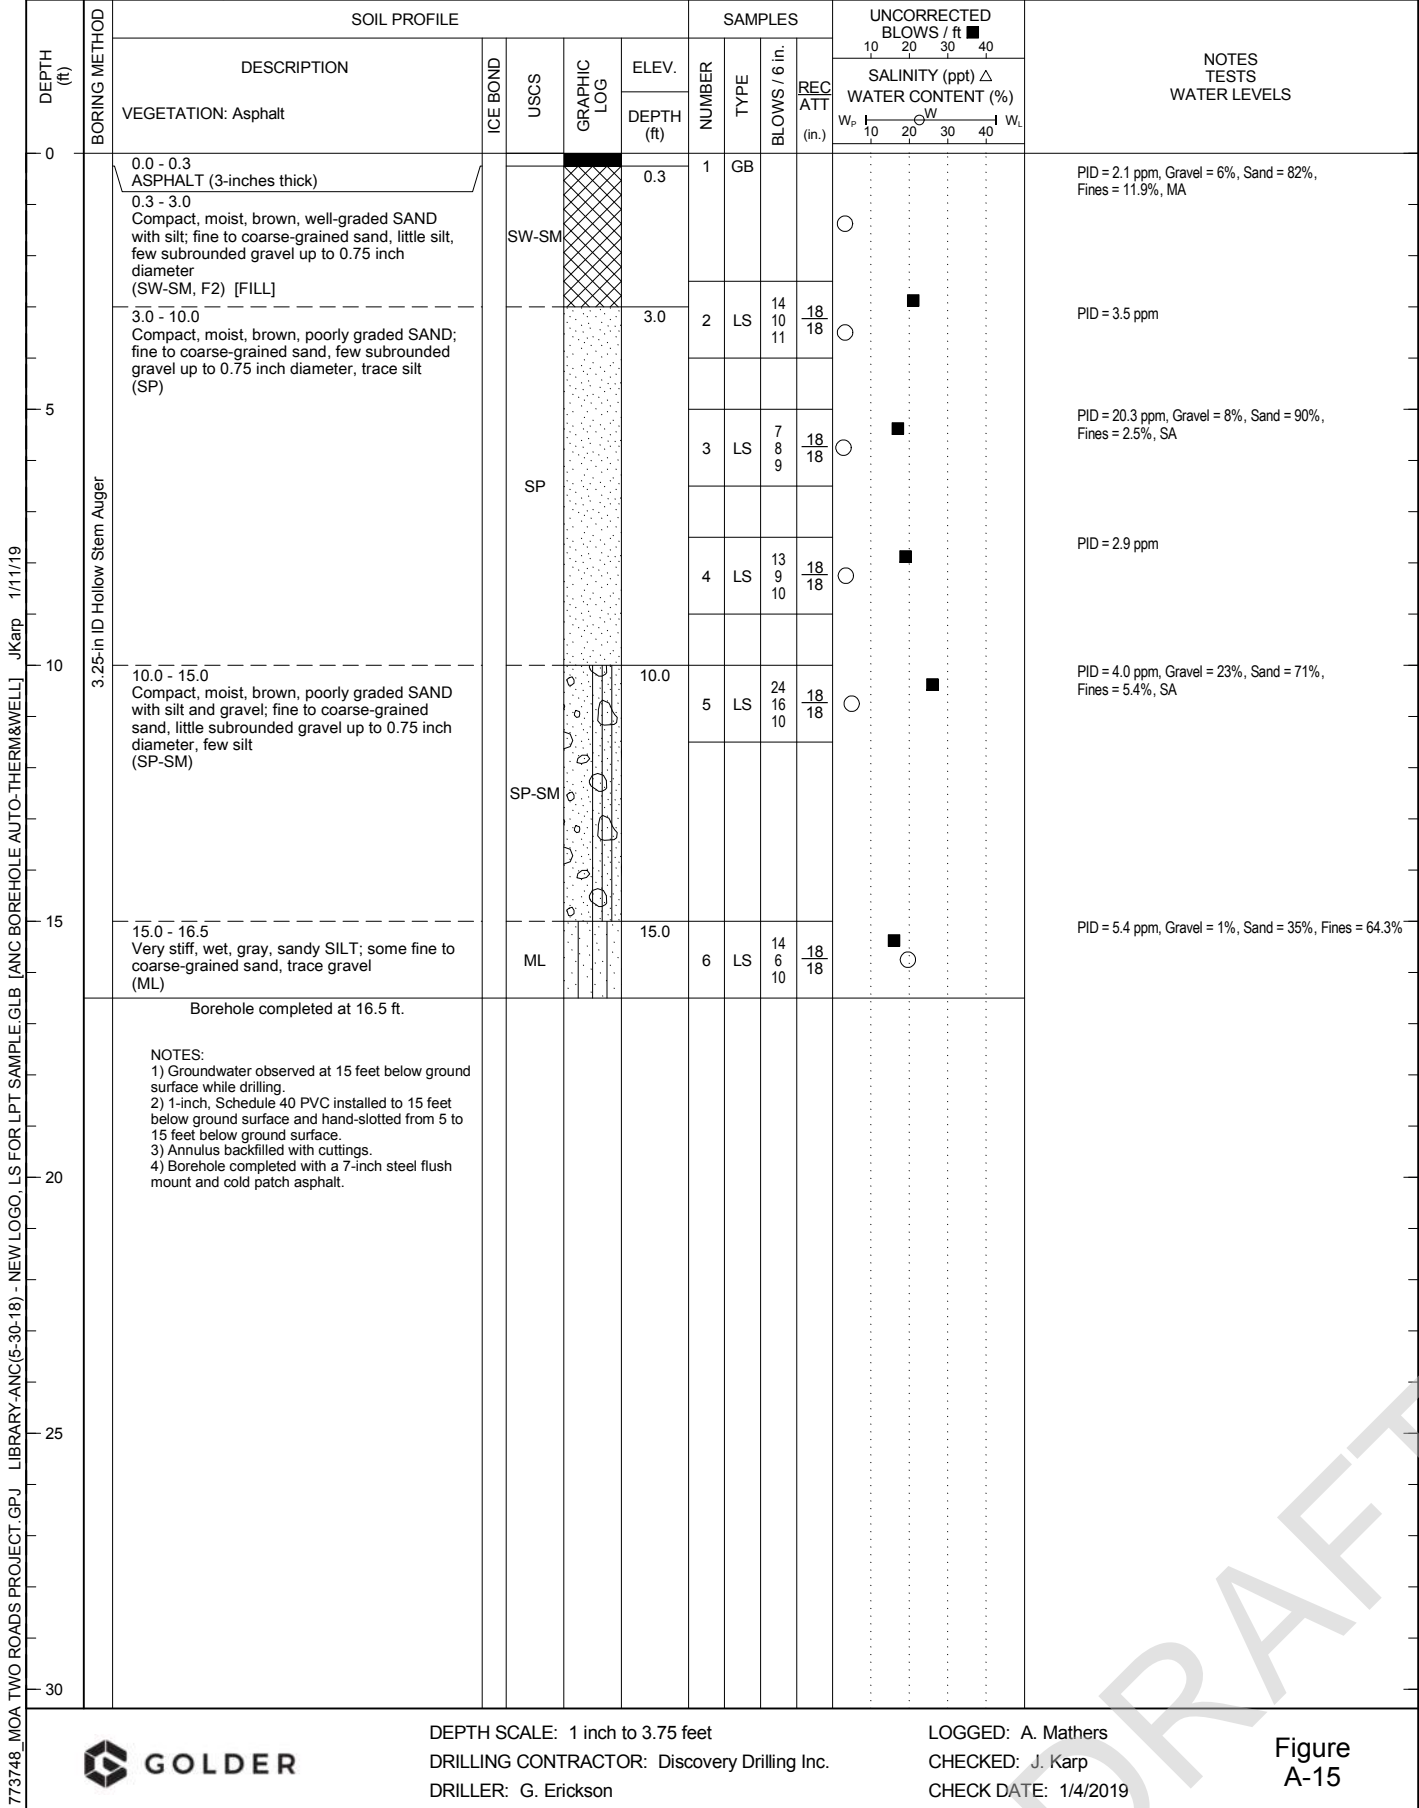 DEPTH
(ft)
BORING METHOD
SOIL PROFILE
SAMPLES
UNCORRECTED
BLOWS / ft ■
10 20 30 40
NOTES
TESTS
WATER LEVELS
DESCRIPTION
VEGETATION: Asphalt
ICE BOND
USCS
GRAPHIC
LOG
ELEV.
DEPTH
(ft)
NUMBER
TYPE
BLOWS / 6 in.
REC
ATT
(in.)
SALINITY (ppt) △
WATER CONTENT (%)
WP W WL
10 20 30 40
0
3.25-in ID Hollow Stem Auger
0.0 - 0.3
ASPHALT (3-inches thick)
0.3
1 GB
PID = 2.1 ppm, Gravel = 6%, Sand = 82%,
Fines = 11.9%, MA
0.3 - 3.0
Compact, moist, brown, well-graded SAND
with silt; fine to coarse-grained sand, little silt,
few subrounded gravel up to 0.75 inch
diameter
(SW-SM, F2) [FILL]
SW-SM
3.0 - 10.0
Compact, moist, brown, poorly graded SAND;
fine to coarse-grained sand, few subrounded
gravel up to 0.75 inch diameter, trace silt
(SP)
SP
3.0
2 LS
14
10
11
18
18
PID = 3.5 ppm
5
3 LS
7
8
9
18
18
PID = 20.3 ppm, Gravel = 8%, Sand = 90%,
Fines = 2.5%, SA
4 LS
13
9
10
18
18
PID = 2.9 ppm
10
10.0 - 15.0
Compact, moist, brown, poorly graded SAND
with silt and gravel; fine to coarse-grained
sand, little subrounded gravel up to 0.75 inch
diameter, few silt
(SP-SM)
SP-SM
10.0
5 LS
24
16
10
18
18
PID = 4.0 ppm, Gravel = 23%, Sand = 71%,
Fines = 5.4%, SA
15
15.0 - 16.5
Very stiff, wet, gray, sandy SILT; some fine to
coarse-grained sand, trace gravel
(ML)
ML
15.0
6 LS
14
6
10
18
18
PID = 5.4 ppm, Gravel = 1%, Sand = 35%, Fines = 64.3%
Borehole completed at 16.5 ft.
NOTES:
1) Groundwater observed at 15 feet below ground
surface while drilling.
2) 1-inch, Schedule 40 PVC installed to 15 feet
below ground surface and hand-slotted from 5 to
15 feet below ground surface.
3) Annulus backfilled with cuttings.
4) Borehole completed with a 7-inch steel flush
mount and cold patch asphalt.
20
25
30
773748_MOA TWO ROADS PROJECT.GPJ LIBRARY-ANC(5-30-18) - NEW LOGO, LS FOR LPT SAMPLE.GLB [ANC BOREHOLE AUTO-THERM&WELL] JKarp 1/11/19
DRAFT
GOLDER
DEPTH SCALE: 1 inch to 3.75 feet
DRILLING CONTRACTOR: Discovery Drilling Inc.
DRILLER: G. Erickson
LOGGED: A. Mathers
CHECKED: J. Karp
CHECK DATE: 1/4/2019
Figure
A-15